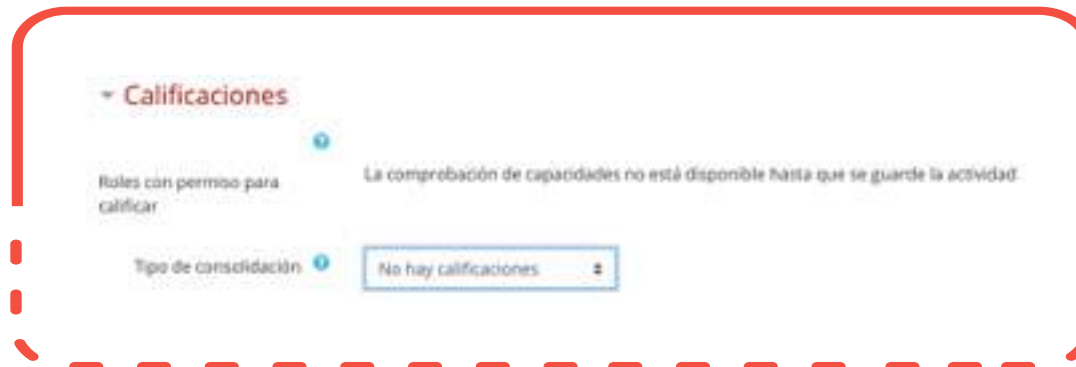 Calificaciones
Roles con permiso para
calificar
La comprobación de capacidades no está disponible hasta que se guarde la actividad
Tipo de consolidación
No hay calificaciones